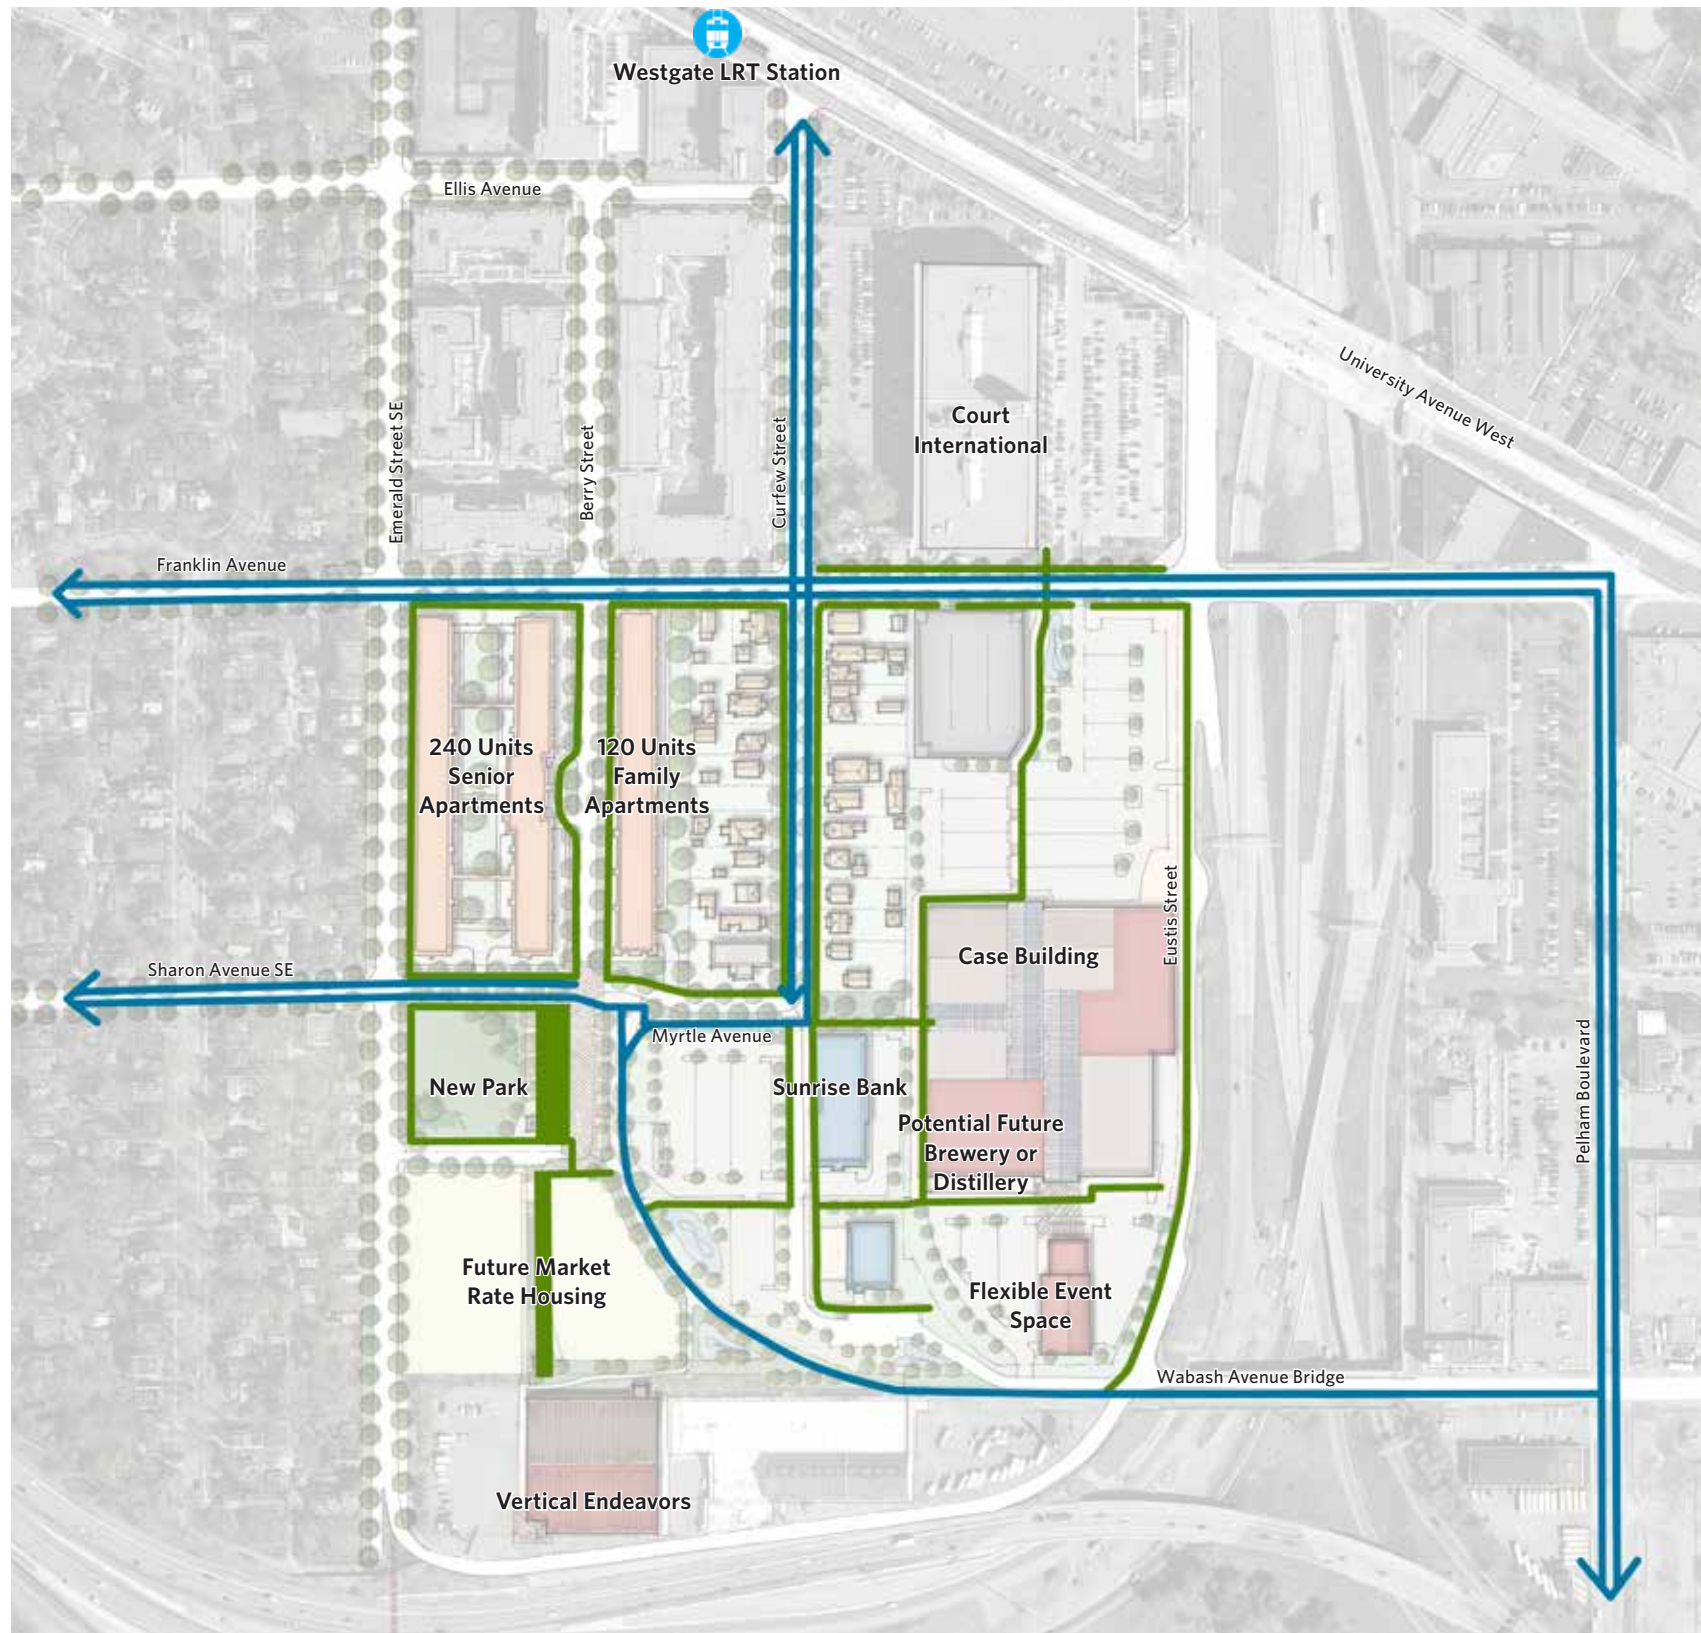 Westgate LRT Station
Ellis Avenue
University Avenue West
Court
International
Emerald Street SE
Berry Street
Curfew Street
Franklin Avenue
240 Units
Senior
Apartments
120 Units
Family
Apartments
Eustis Street
Case Building
Sharon Avenue SE
Myrtle Avenue
New Park
Sunrise Bank
Potential Future
Brewery or
Distillery
Pelham Boulevard
Future Market
Rate Housing
Flexible Event
Space
Wabash Avenue Bridge
Vertical Endeavors